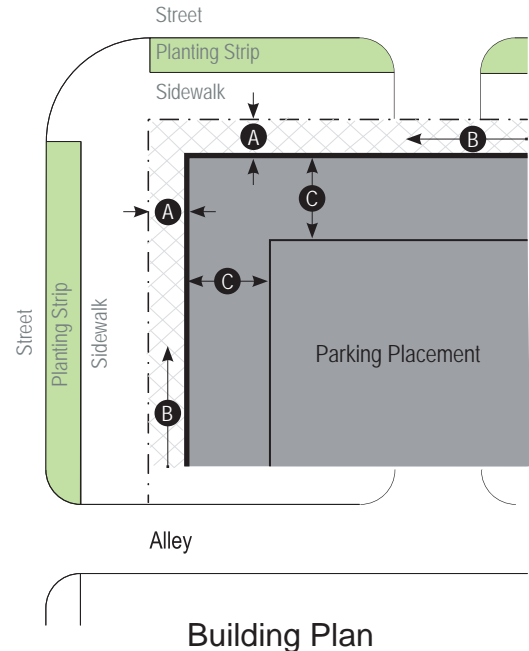 Street
Planting Strip
Sidewalk
A
B
A
C
C
Parking Placement
B
Street
Planting Strip
Sidewalk
Alley
Building Plan